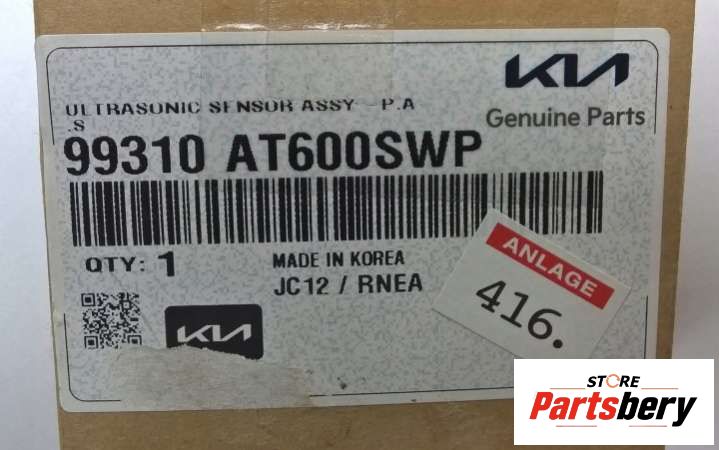 KIA
Genuine Parts
ULTRASONIC SENSOR ASSY - P.A
.S
99310 AT600SWP
QTY: 1
MADE IN KOREA
JC12 / RNEA
KIA
ANLAGE
416.
STORE
Partsbery